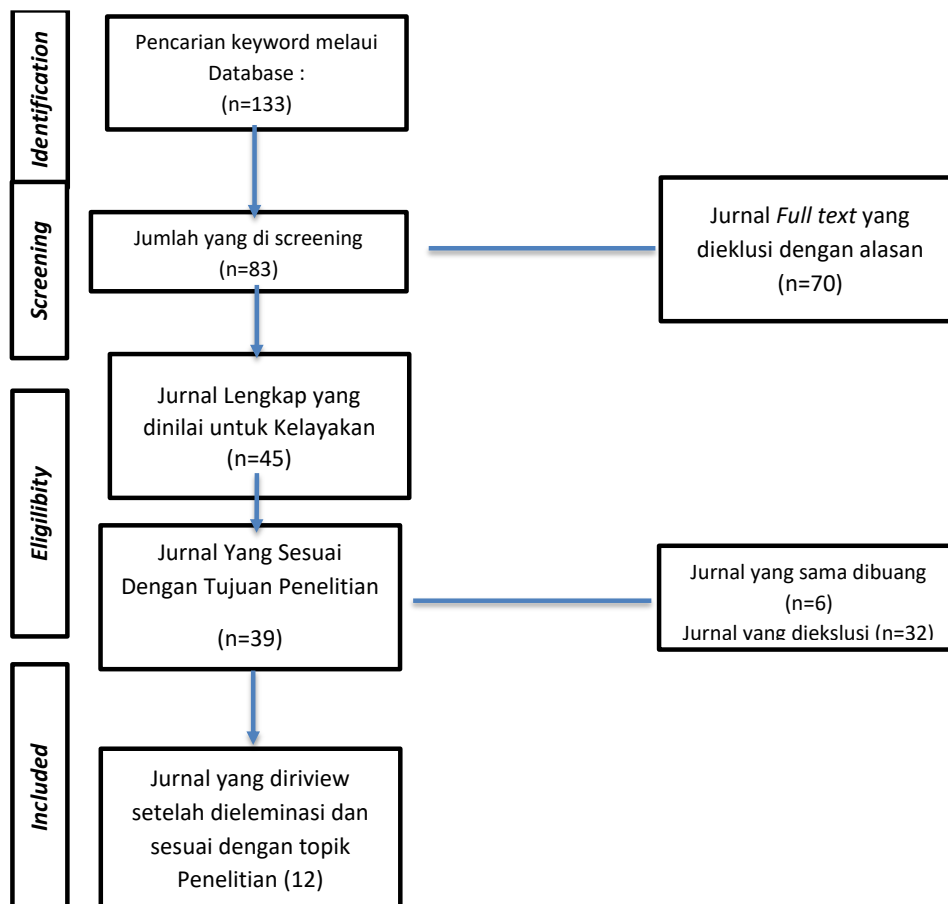 Identification
Pencarian keyword melaui
Database :
(n=133)
Screening
Jumlah yang di screening
(n=83)
Jurnal Full text yang
dieklusi dengan alasan
(n=70)
Eligilibity
Jurnal Lengkap yang
dinilai untuk Kelayakan
(n=45)
Jurnal Yang Sesuai
Dengan Tujuan Penelitian
(n=39)
Jurnal yang sama dibuang
(n=6)
Jurnal yang diekslusi (n=32)
Included
Jurnal yang diriview
setelah dieleminasi dan
sesuai dengan topik
Penelitian (12)